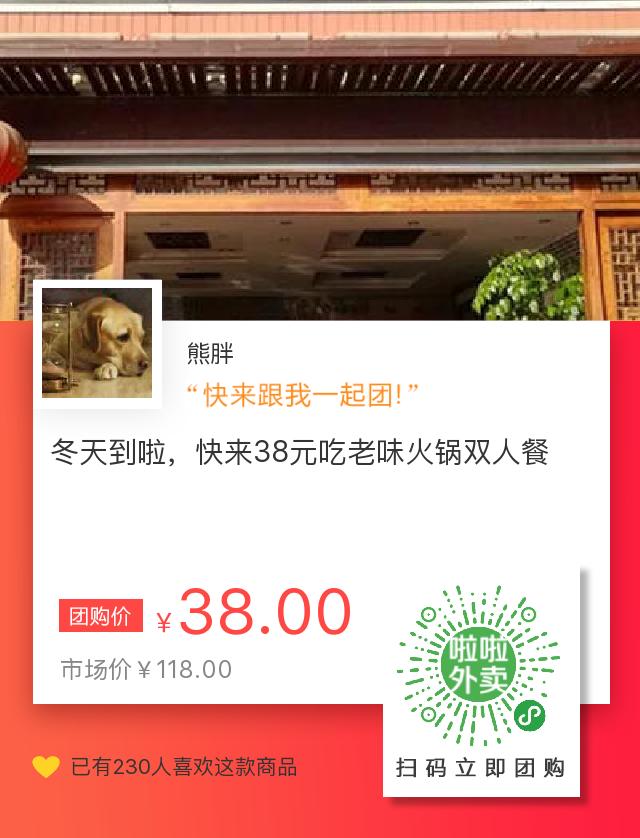 熊胖
“快来跟我一起团!”
冬天到啦，快来38元吃老味火锅双人餐
团购价 ¥38.00
市场价¥118.00
啦啦
外卖
已有230人喜欢这款商品
扫码立即团购